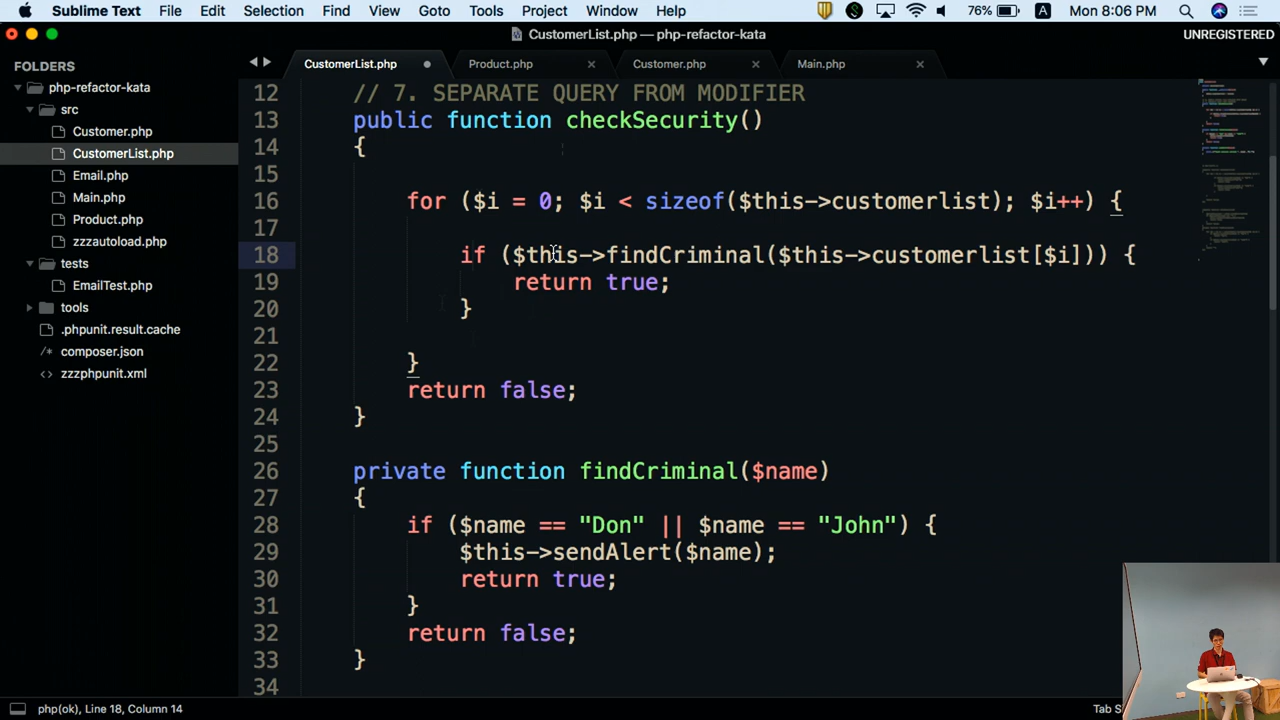 Sublime Text File Edit Selection Find View Goto Tools Project Window Help 76% A Mon 8:06 PM
CustomerList.php — php-refactor-kata UNREGISTERED
FOLDERS
php-refactor-kata
src
Customer.php
CustomerList.php
Email.php
Main.php
Product.php
zzzautoload.php
tests
EmailTest.php
tools
.phpunit.result.cache
composer.json
zzzphpunit.xml
CustomerList.php Product.php Customer.php Main.php
12 // 7. SEPARATE QUERY FROM MODIFIER
13 public function checkSecurity()
14 {
15
16 for ($i = 0; $i < sizeof($this->customerlist); $i++) {
17
18 if ($this->findCriminal($this->customerlist[$i])) {
19 return true;
20 }
21
22 }
23 return false;
24 }
25
26 private function findCriminal($name)
27 {
28 if ($name == "Don" || $name == "John") {
29 $this->sendAlert($name);
30 return true;
31 }
32 return false;
33 }
34
php(ok), Line 18, Column 14 Tab S